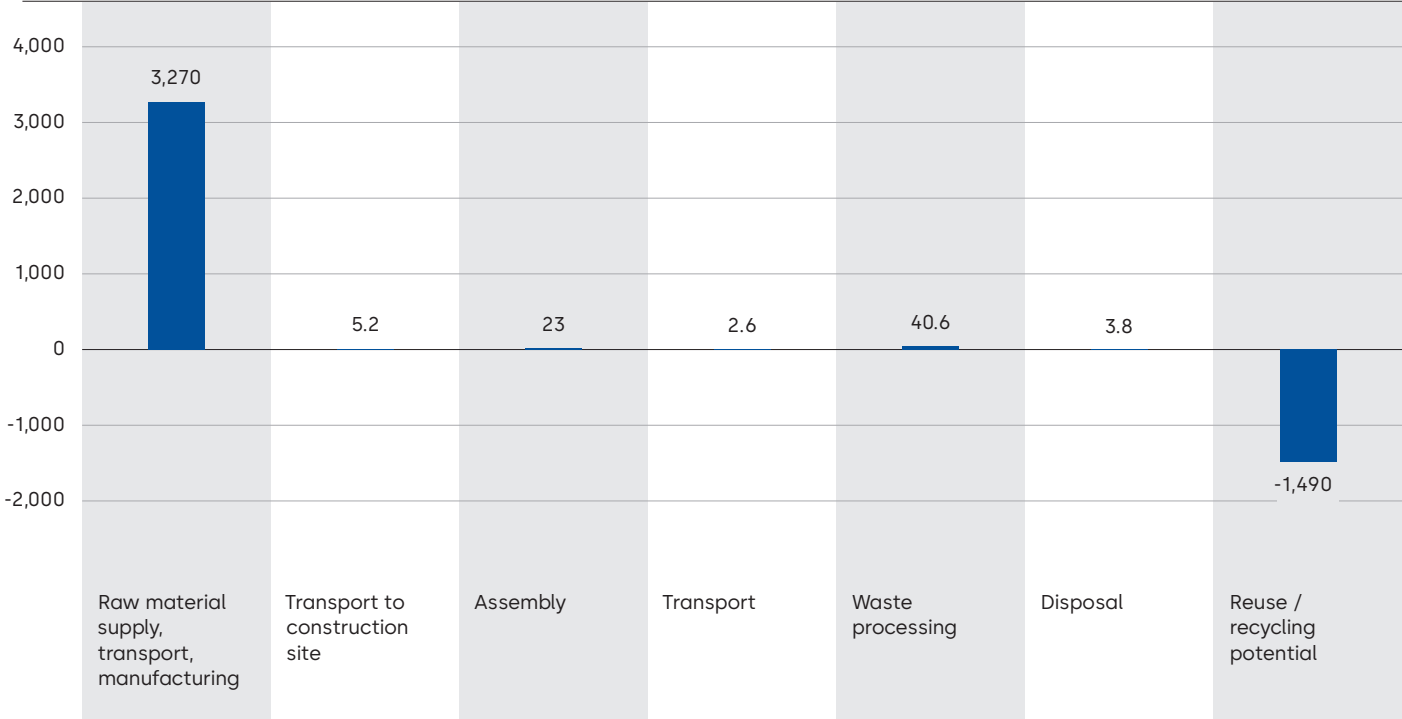 4,000
3,270
3,000
2,000
1,000
5.2
23
2.6
40.6
3.8
0
-1,000
-1,490
-2,000
Raw material
supply,
transport,
manufacturing
Transport to
construction
site
Assembly
Transport
Waste
processing
Disposal
Reuse /
recycling
potential